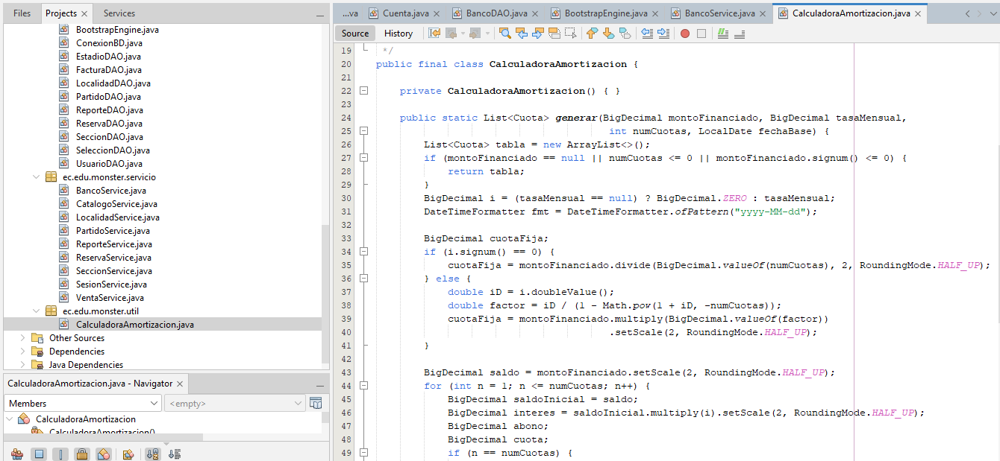 Files
Projects
Services
BootstrapEngine.java
ConexionBD.java
EstadioDAO.java
FacturaDAO.java
LocalidadDAO.java
PartidoDAO.java
ReporteDAO.java
ReservaDAO.java
SeccionDAO.java
SeleccionDAO.java
UsuarioDAO.java
ec.edu.monster.servicio
BancoService.java
CatalogoService.java
LocalidadService.java
PartidoService.java
ReporteService.java
ReservaService.java
SeccionService.java
SesionService.java
VentaService.java
ec.edu.monster.util
CalculadoraAmortizacion.java
Other Sources
Dependencies
Java Dependencies
CalculadoraAmortizacion.java - Navigator
Members
<empty>
CalculadoraAmortizacion
CalculadoraAmortizacion()
...va
Cuenta.java
BancoDAO.java
BootstrapEngine.java
BancoService.java
CalculadoraAmortizacion.java
Source
History
19 */
20 public final class CalculadoraAmortizacion {
21
22 private CalculadoraAmortizacion() { }
23
24 public static List<Cuota> generar(BigDecimal montoFinanciado, BigDecimal tasaMensual,
25 int numCuotas, LocalDate fechaBase) {
26 List<Cuota> tabla = new ArrayList<>();
27 if (montoFinanciado == null || numCuotas <= 0 || montoFinanciado.signum() <= 0) {
28 return tabla;
29 }
30 BigDecimal i = (tasaMensual == null) ? BigDecimal.ZERO : tasaMensual;
31 DateTimeFormatter fmt = DateTimeFormatter.ofPattern("yyyy-MM-dd");
32
33 BigDecimal cuotaFija;
34 if (i.signum() == 0) {
35 cuotaFija = montoFinanciado.divide(BigDecimal.valueOf(numCuotas), 2, RoundingMode.HALF_UP);
36 } else {
37 double iD = i.doubleValue();
38 double factor = iD / (1 - Math.pow(1 + iD, -numCuotas));
39 cuotaFija = montoFinanciado.multiply(BigDecimal.valueOf(factor))
40 .setScale(2, RoundingMode.HALF_UP);
41 }
42
43 BigDecimal saldo = montoFinanciado.setScale(2, RoundingMode.HALF_UP);
44 for (int n = 1; n <= numCuotas; n++) {
45 BigDecimal saldoInicial = saldo;
46 BigDecimal interes = saldoInicial.multiply(i).setScale(2, RoundingMode.HALF_UP);
47 BigDecimal abono;
48 BigDecimal cuota;
49 if (n == numCuotas) {